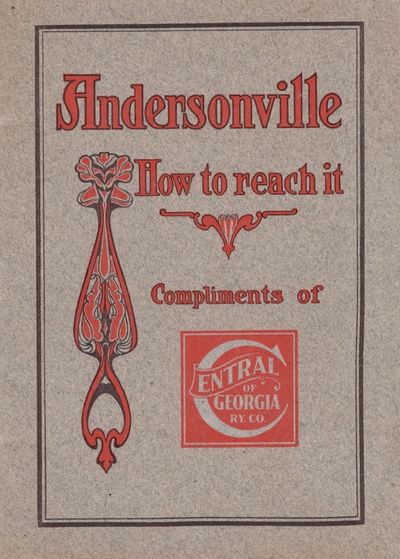 Andersonville
How to reach it
Compliments of
CENTRAL
OF
GEORGIA
RY. CO.